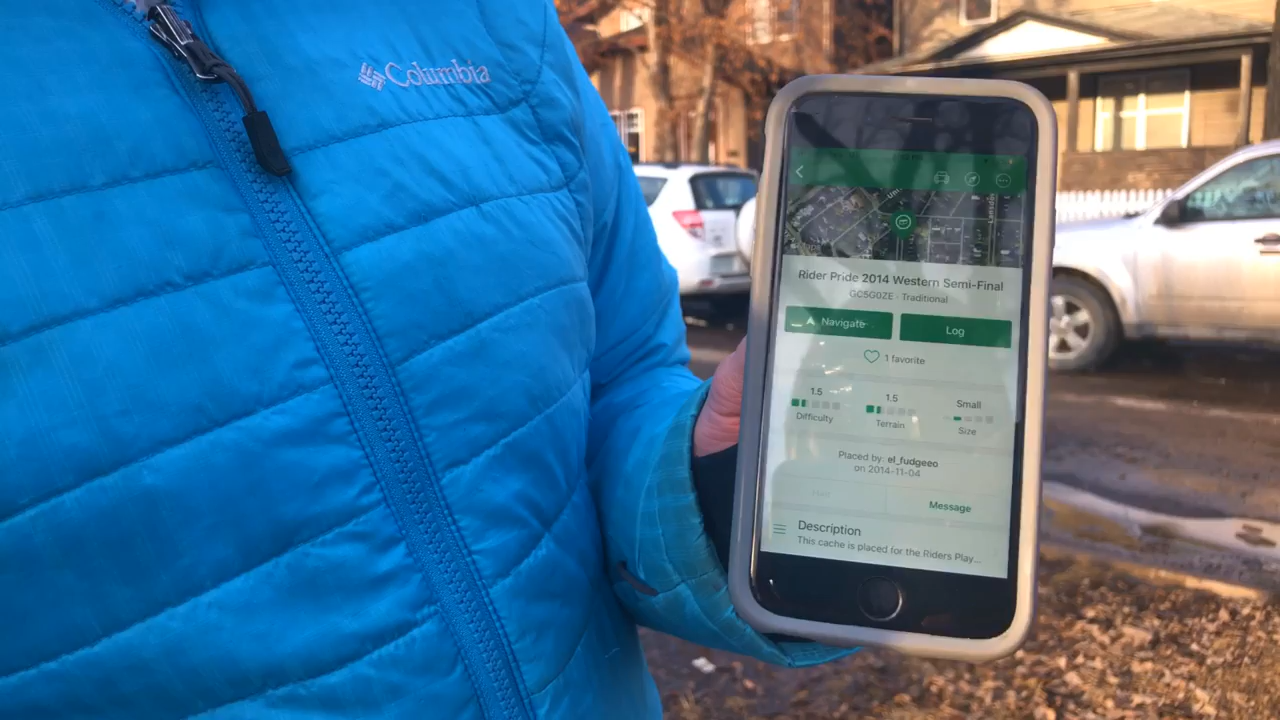 Columbia
Rider Pride 2014 Western Semi-Final
GC5G0ZE · Traditional
Navigate
Log
1 favorite
1.5
1.5
Small
Difficulty
Terrain
Size
Placed by: el_fudgeeo
on 2014-11-04
Message
Description
This cache is placed for the Riders Play...